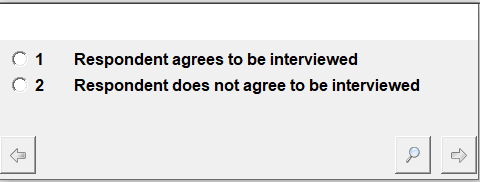 1 Respondent agrees to be interviewed
2 Respondent does not agree to be interviewed